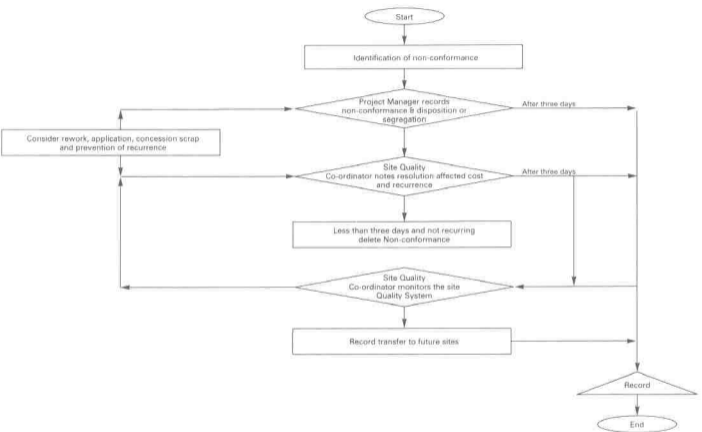 Start
Identification of non-conformance
Project Manager records
non-conformance & disposition or
segregation
After three days
Consider rework, application, concession scrap
and prevention of recurrence
Site Quality
Co-ordinator notes resolution affected cost
and recurrence
After three days
Less than three days and not recurring
delete Non-conformance
Site Quality
Co-ordinator monitors the site
Quality System
Record transfer to future sites
Record
End